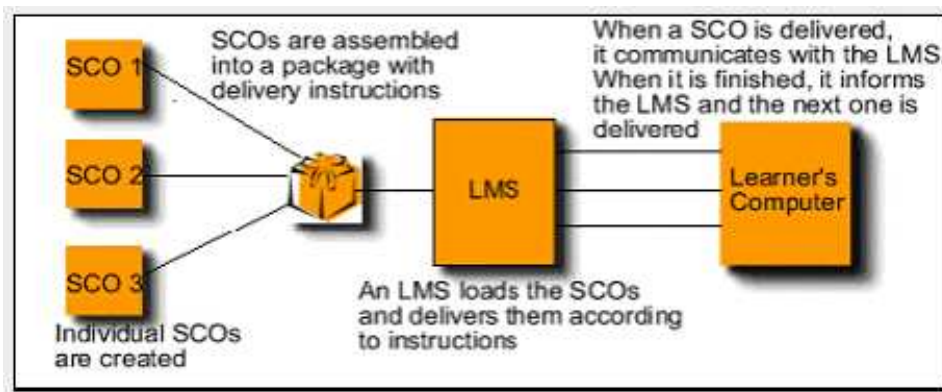 SCO 1
SCO 2
SCO 3
Individual SCOs
are created
SCOs are assembled
into a package with
delivery instructions
LMS
An LMS loads the SCOs
and delivers them according
to instructions
When a SCO is delivered,
it communicates with the LMS
When it is finished, it informs
the LMS and the next one is
delivered
Learner's
Computer